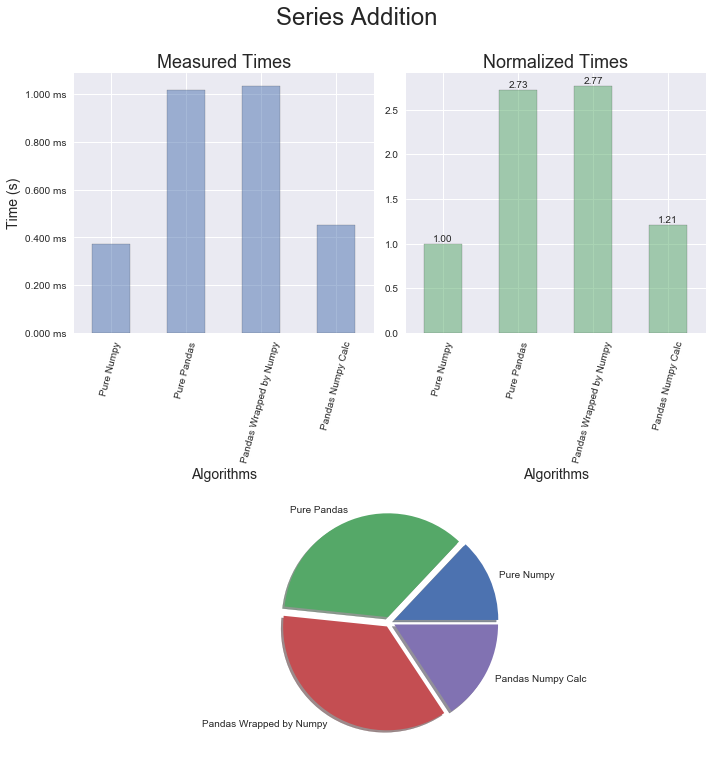 Series Addition
Measured Times
Time (s)
1.000 ms
0.800 ms
0.600 ms
0.400 ms
0.200 ms
0.000 ms
Pure Numpy
Pure Pandas
Pandas Wrapped by Numpy
Pandas Numpy Calc
Algorithms
Normalized Times
2.5
2.0
1.5
1.0
0.5
0.0
1.00
2.73
2.77
1.21
Pure Numpy
Pure Pandas
Pandas Wrapped by Numpy
Pandas Numpy Calc
Algorithms
Pure Pandas
Pure Numpy
Pandas Numpy Calc
Pandas Wrapped by Numpy